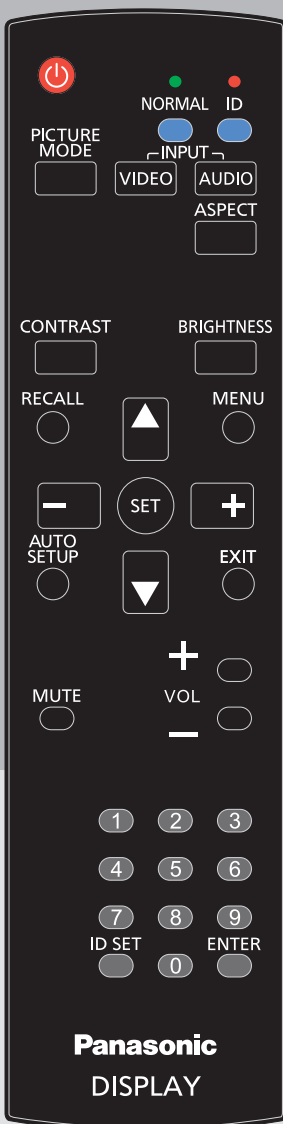 NORMAL ID
PICTURE
MODE
INPUT
VIDEO AUDIO
ASPECT
CONTRAST BRIGHTNESS
RECALL MENU
SET
AUTO
SETUP
EXIT
MUTE
+
VOL
−
1 2 3
4 5 6
7 8 9
ID SET 0 ENTER
Panasonic
DISPLAY